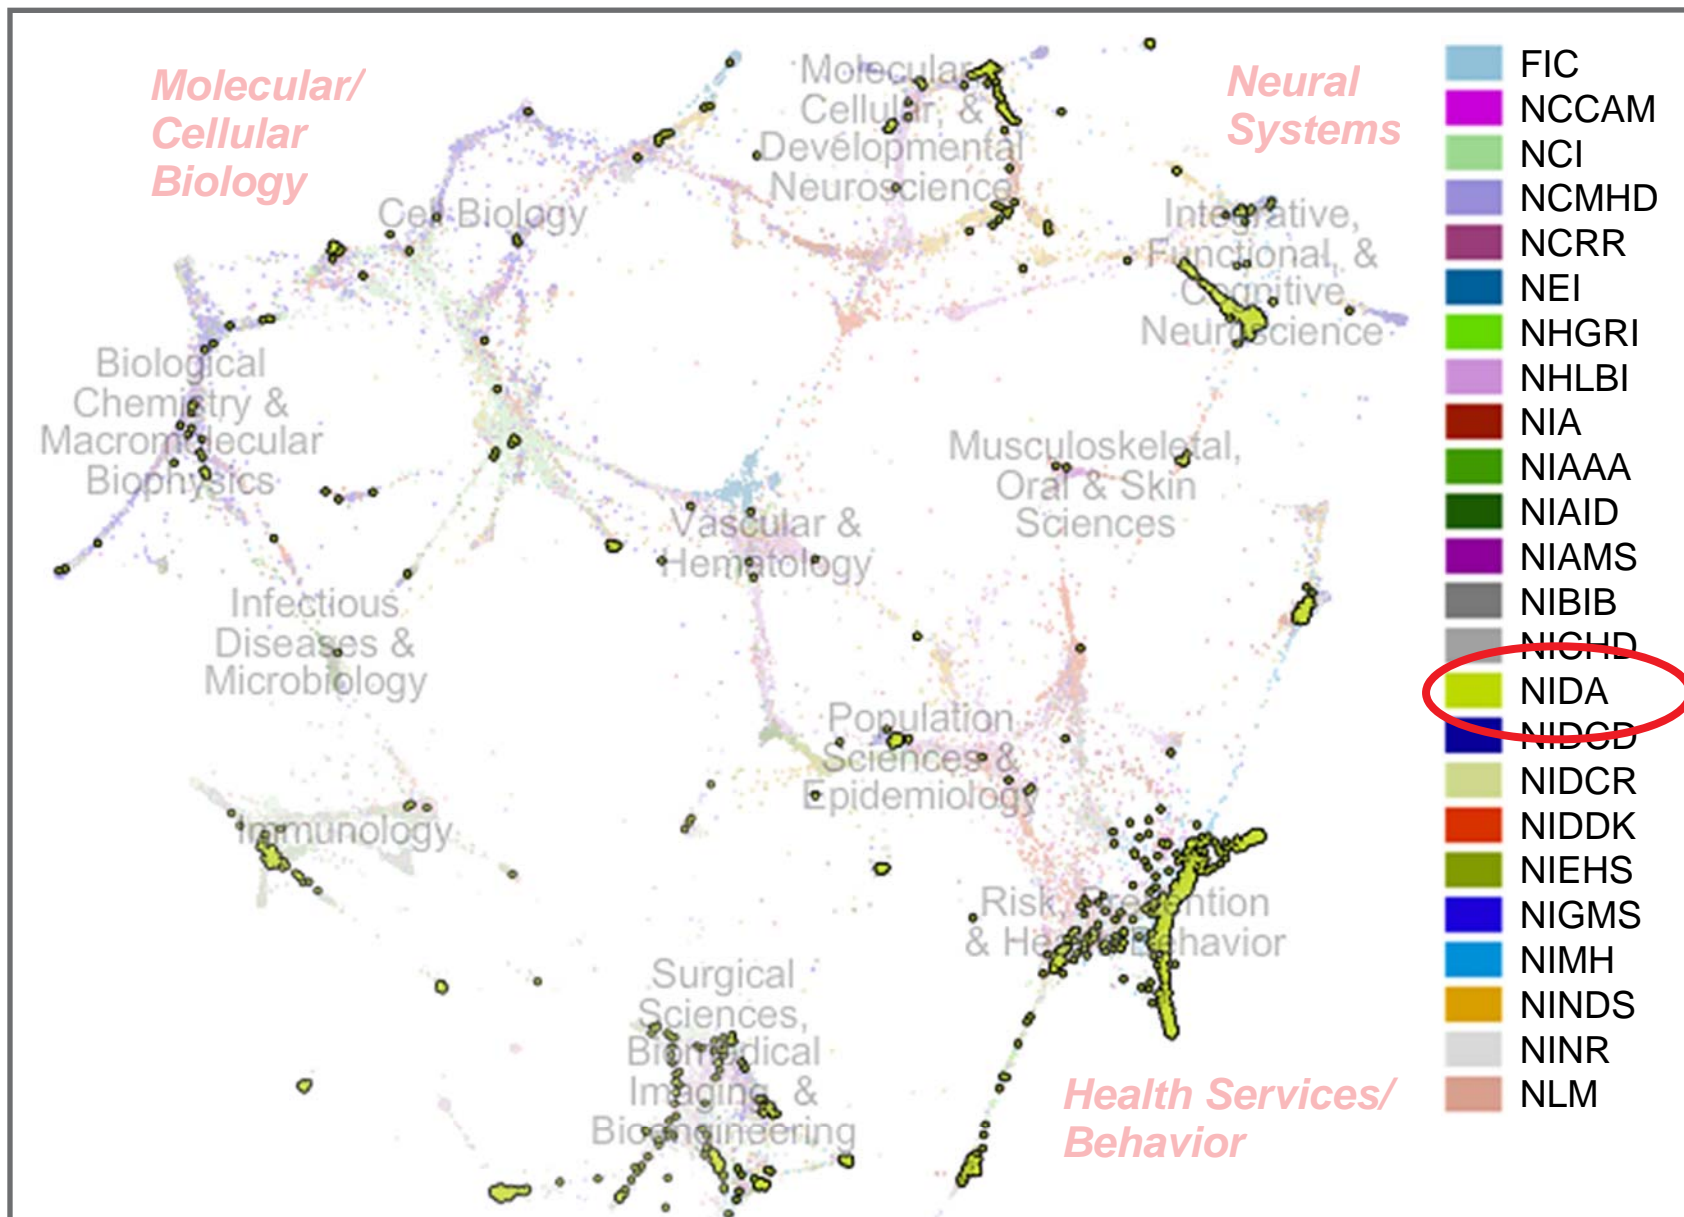 Molecular/
Cellular
Biology
Molecular,
Cellular, &
Developmental
Neuroscience
Neural
Systems
Cell Biology
Integrative,
Functional, &
Cognitive
Neuroscience
Biological
Chemistry &
Macromolecular
Biophysics
Musculoskeletal,
Oral & Skin
Sciences
Vascular &
Hematology
Infectious
Diseases &
Microbiology
Population
Sciences &
Epidemiology
Immunology
Risk, Prevention
& Health Behavior
Surgical
Sciences,
Biomedical
Imaging, &
Bioengineering
Health Services/
Behavior
FIC
NCCAM
NCI
NCMHD
NCRR
NEI
NHGRI
NHLBI
NIA
NIAAA
NIAID
NIAMS
NIBIB
NICHD
NIDA
NIDCD
NIDCR
NIDDK
NIEHS
NIGMS
NIMH
NINDS
NINR
NLM